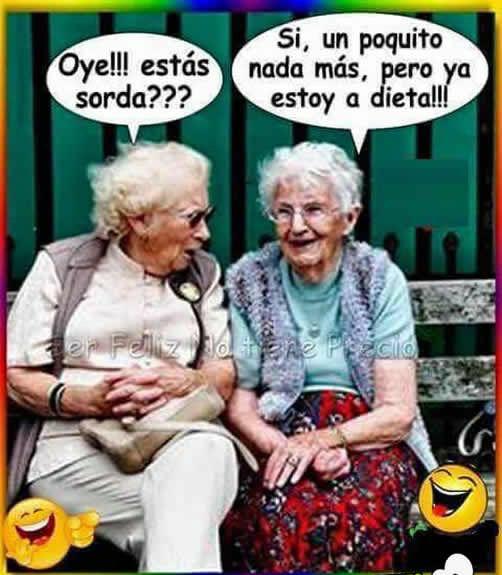 Oye!!! estás
sorda???
Si, un poquito
nada más, pero ya
estoy a dieta!!!
Ser Feliz No tiene Precio